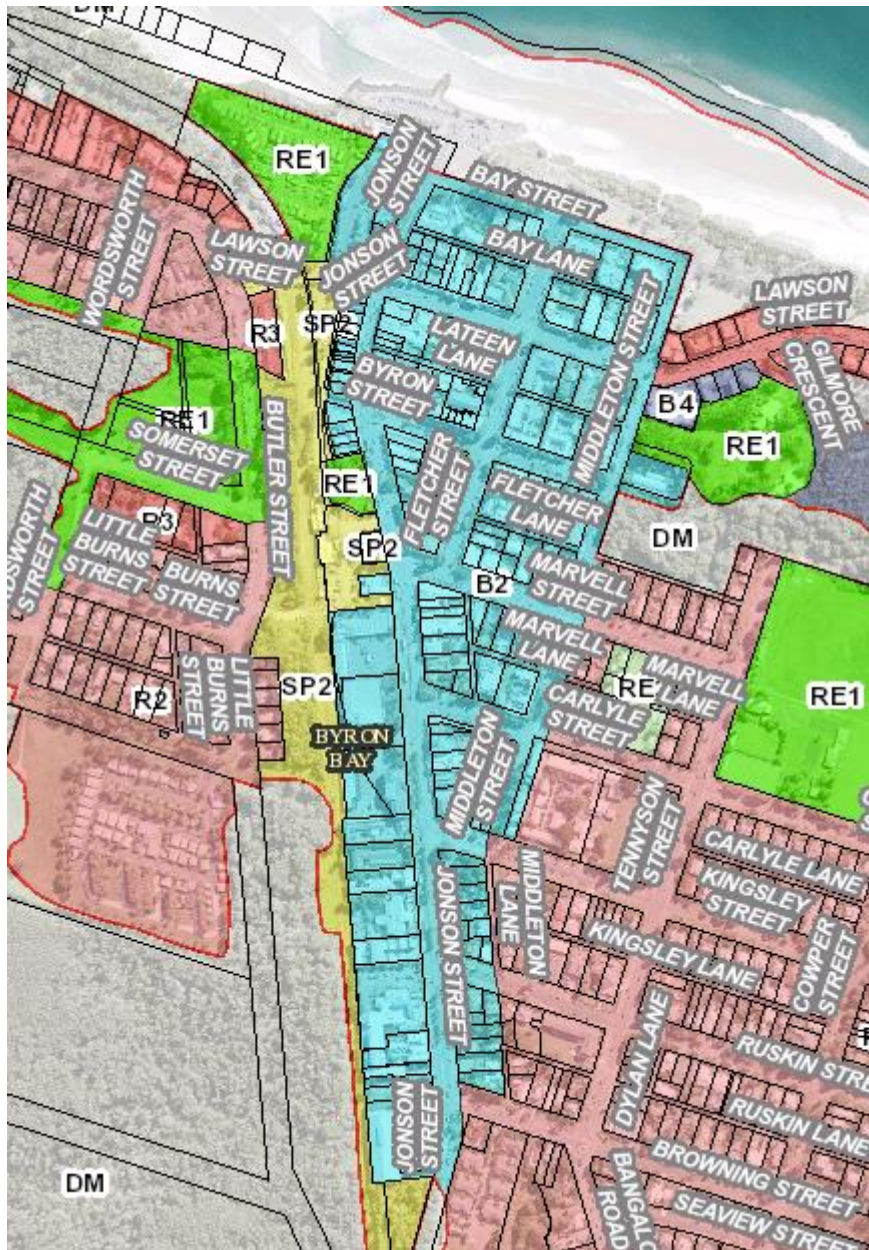 DM
RE1
JONSON
STREET
BAY STREET
WORDSWORTH
STREET
LAWSON
STREET
JONSON
STREET
BAY LANE
LAWSON
STREET
R3
SP2
LATEEN
LANE
MIDDLETON STREET
GILMORE
CRESCENT
BYRON
STREET
B4
RE1
SOMERSET
STREET
BUTLER STREET
RE1
RE1
FLETCHER
STREET
FLETCHER
LANE
R3
LITTLE
BURNS
STREET
BURNS
STREET
SP2
DM
STREET
B2
MARVELL
STREET
MARVELL
LANE
MARVELL
LANE
R2
LITTLE
BURNS
STREET
SP2
RE
CARLYLE
STREET
RE1
BYRON
BAY
MIDDLETON
STREET
TENNYSON
STREET
CARLYLE LANE
KINGSLEY
STREET
MIDDLETON
LANE
JONSON STREET
KINGSLEY LANE
COWPER
STREET
DYLAN LANE
RUSKIN STRE
RUSKIN LANE
JONSON
STREET
BROWNING STREET
DM
BANGALO
ROAD
SEAVIEW STREET